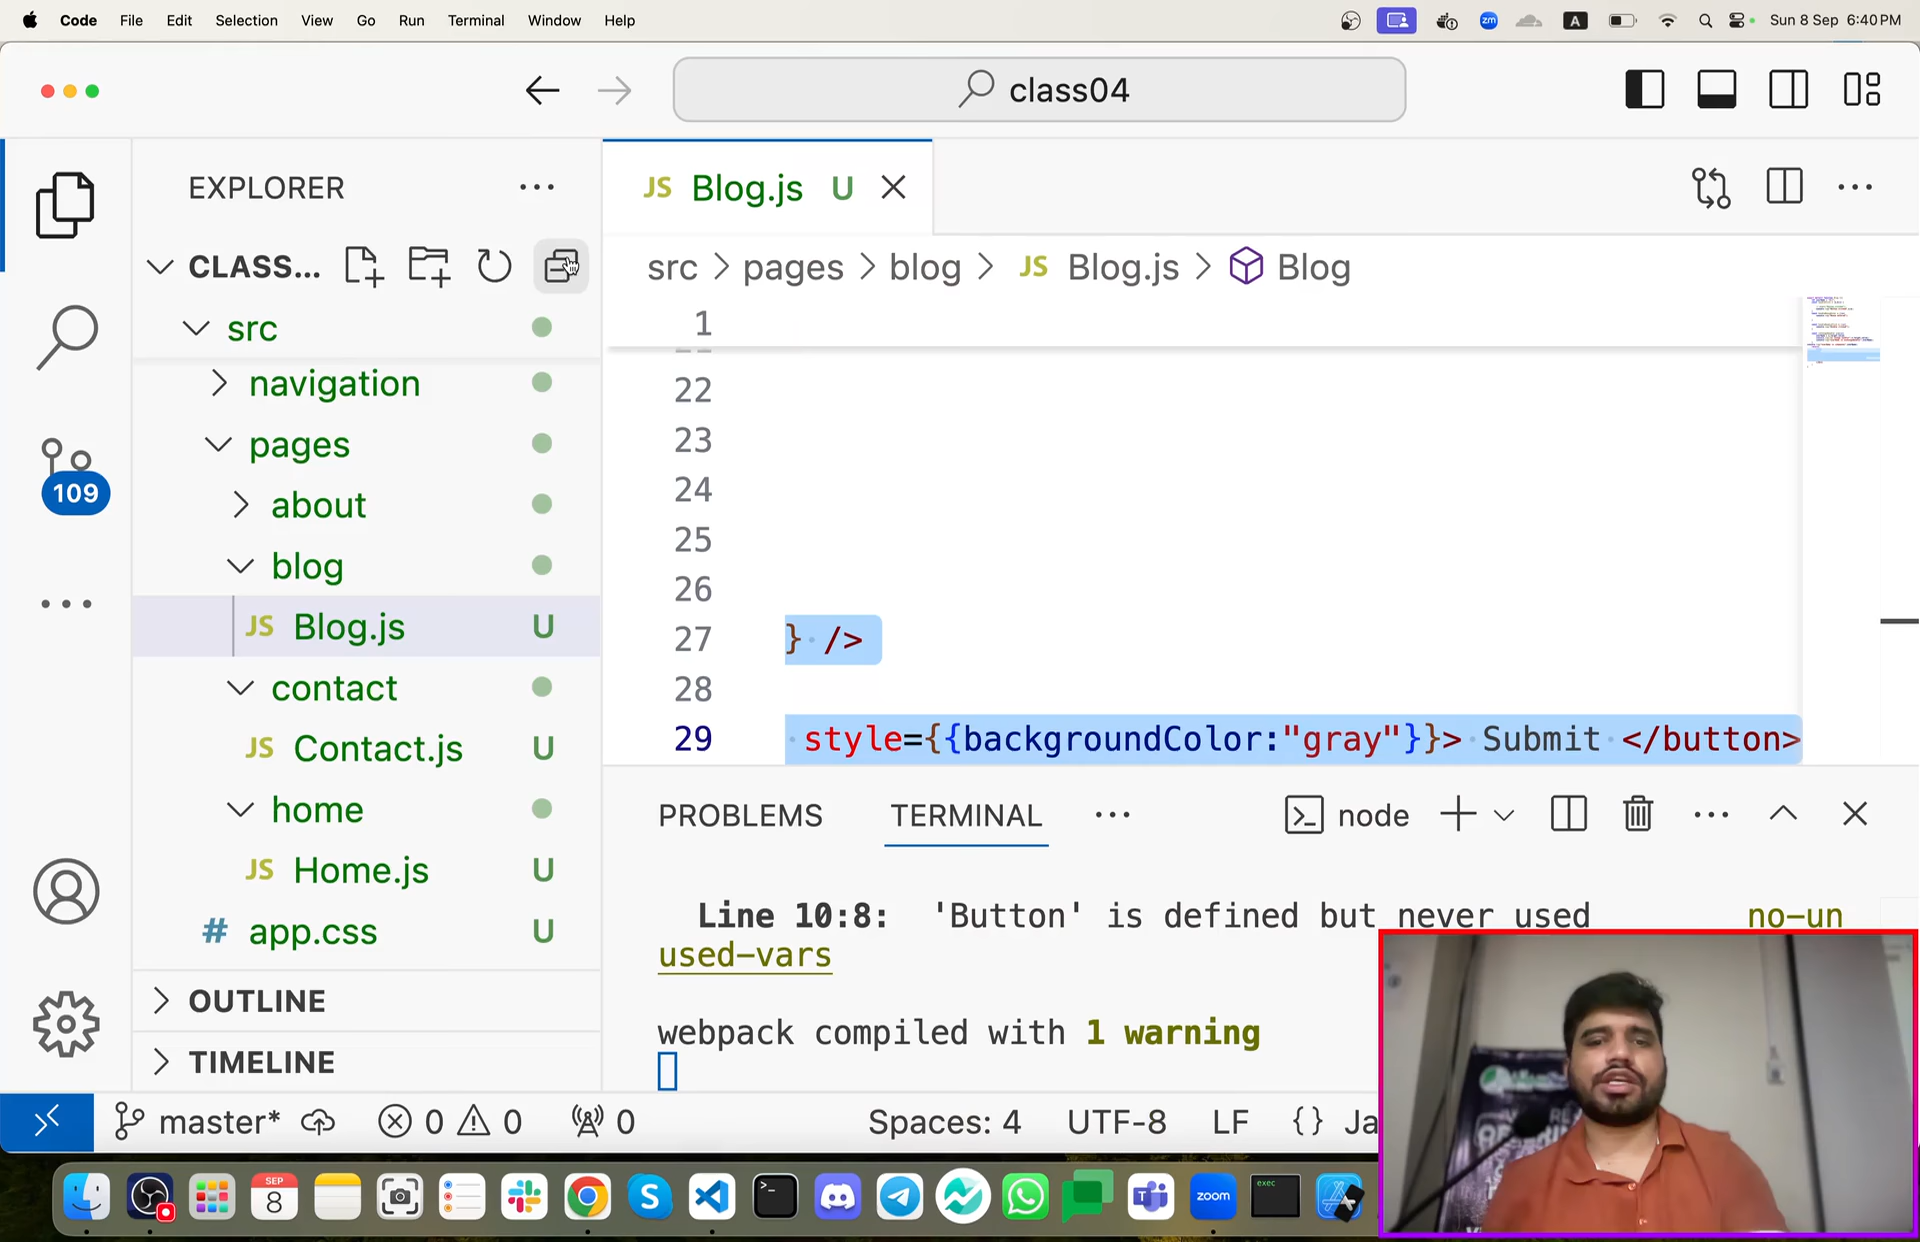 Code File Edit Selection View Go Run Terminal Window Help
zm A Sun 8 Sep 6:40 PM
class04
EXPLORER
JS Blog.js U
CLASS...
src > pages > blog > JS Blog.js > Blog
src
1
navigation
22
pages
23
about
24
25
blog
26
JS Blog.js U
27 } /> 
28
contact
29 style={{backgroundColor:"gray"}}> Submit </button>
JS Contact.js U
home
PROBLEMS TERMINAL ... node
JS Home.js U
Line 10:8: 'Button' is defined but never used no-un
used-vars
# app.css U
109
OUTLINE
webpack compiled with 1 warning
TIMELINE
master* 0 0 0 Spaces: 4 UTF-8 LF {} Ja
SEP
8
S
zoom
exec